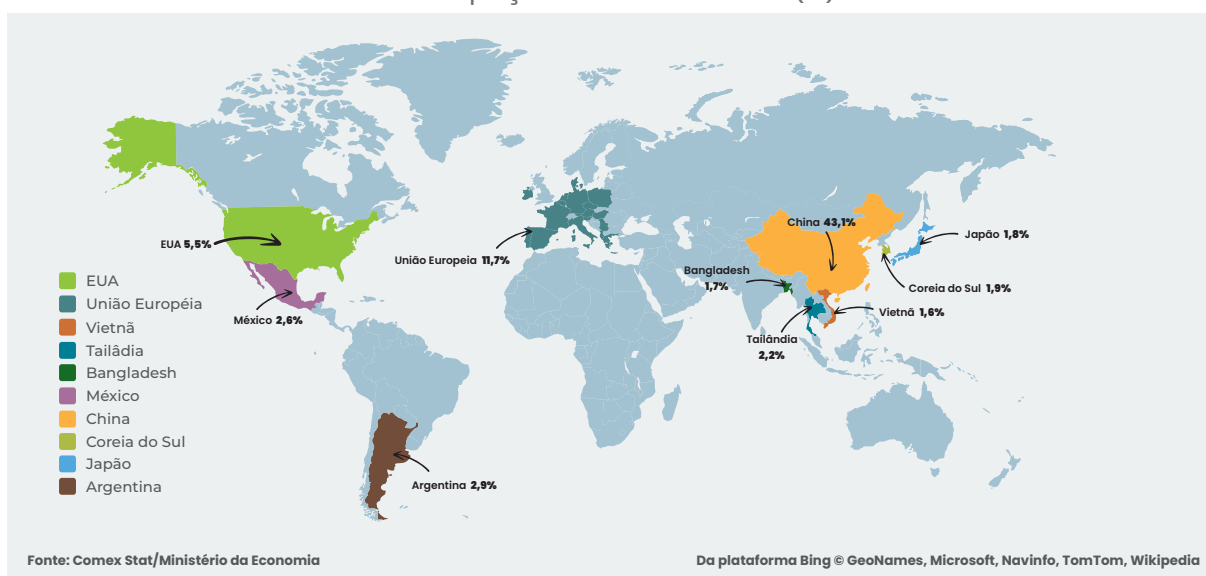 China 43,1%
Japão 1,8%
EUA 5,5%
União Europeia 11,7%
Bangladesh
1,7%
Coreia do Sul 1,9%
México 2,6%
Vietnã 1,6%
Tailândia
2,2%
EUA
União Européia
Vietnã
Tailâdia
Bangladesh
México
China
Coreia do Sul
Japão
Argentina
Argentina 2,9%
Fonte: Comex Stat/Ministério da Economia
Da plataforma Bing © GeoNames, Microsoft, Navinfo, TomTom, Wikipedia